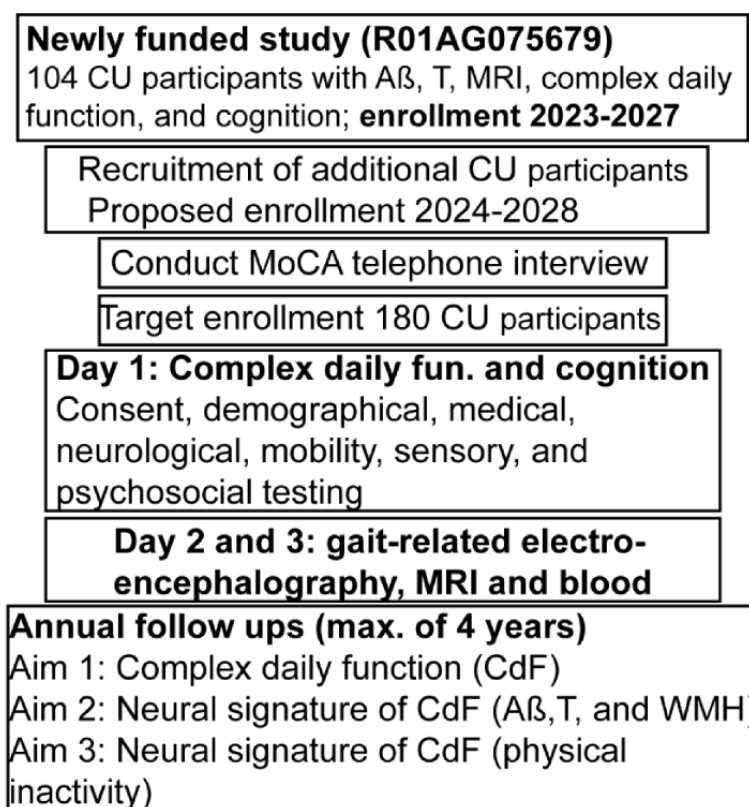 Newly funded study (R01AG075679)
104 CU participants with Aß, T, MRI, complex daily
function, and cognition; enrollment 2023-2027
Recruitment of additional CU participants
Proposed enrollment 2024-2028
Conduct MoCA telephone interview
Target enrollment 180 CU participants
Day 1: Complex daily fun. and cognition
Consent, demographical, medical,
neurological, mobility, sensory, and
psychosocial testing
Day 2 and 3: gait-related electro-
encephalography, MRI and blood
Annual follow ups (max. of 4 years)
Aim 1: Complex daily function (CdF)
Aim 2: Neural signature of CdF (Aß,T, and WMH)
Aim 3: Neural signature of CdF (physical
inactivity)